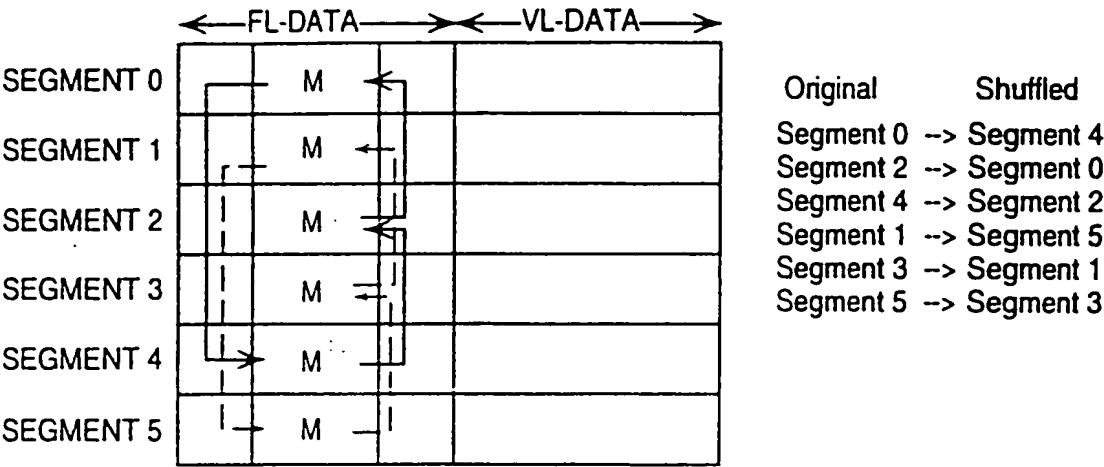 FL-DATA VL-DATA
SEGMENT 0 M
SEGMENT 1 M
SEGMENT 2 M
SEGMENT 3 M
SEGMENT 4 M
SEGMENT 5 M
Original Shuffled
Segment 0 --> Segment 4
Segment 2 --> Segment 0
Segment 4 --> Segment 2
Segment 1 --> Segment 5
Segment 3 --> Segment 1
Segment 5 --> Segment 3